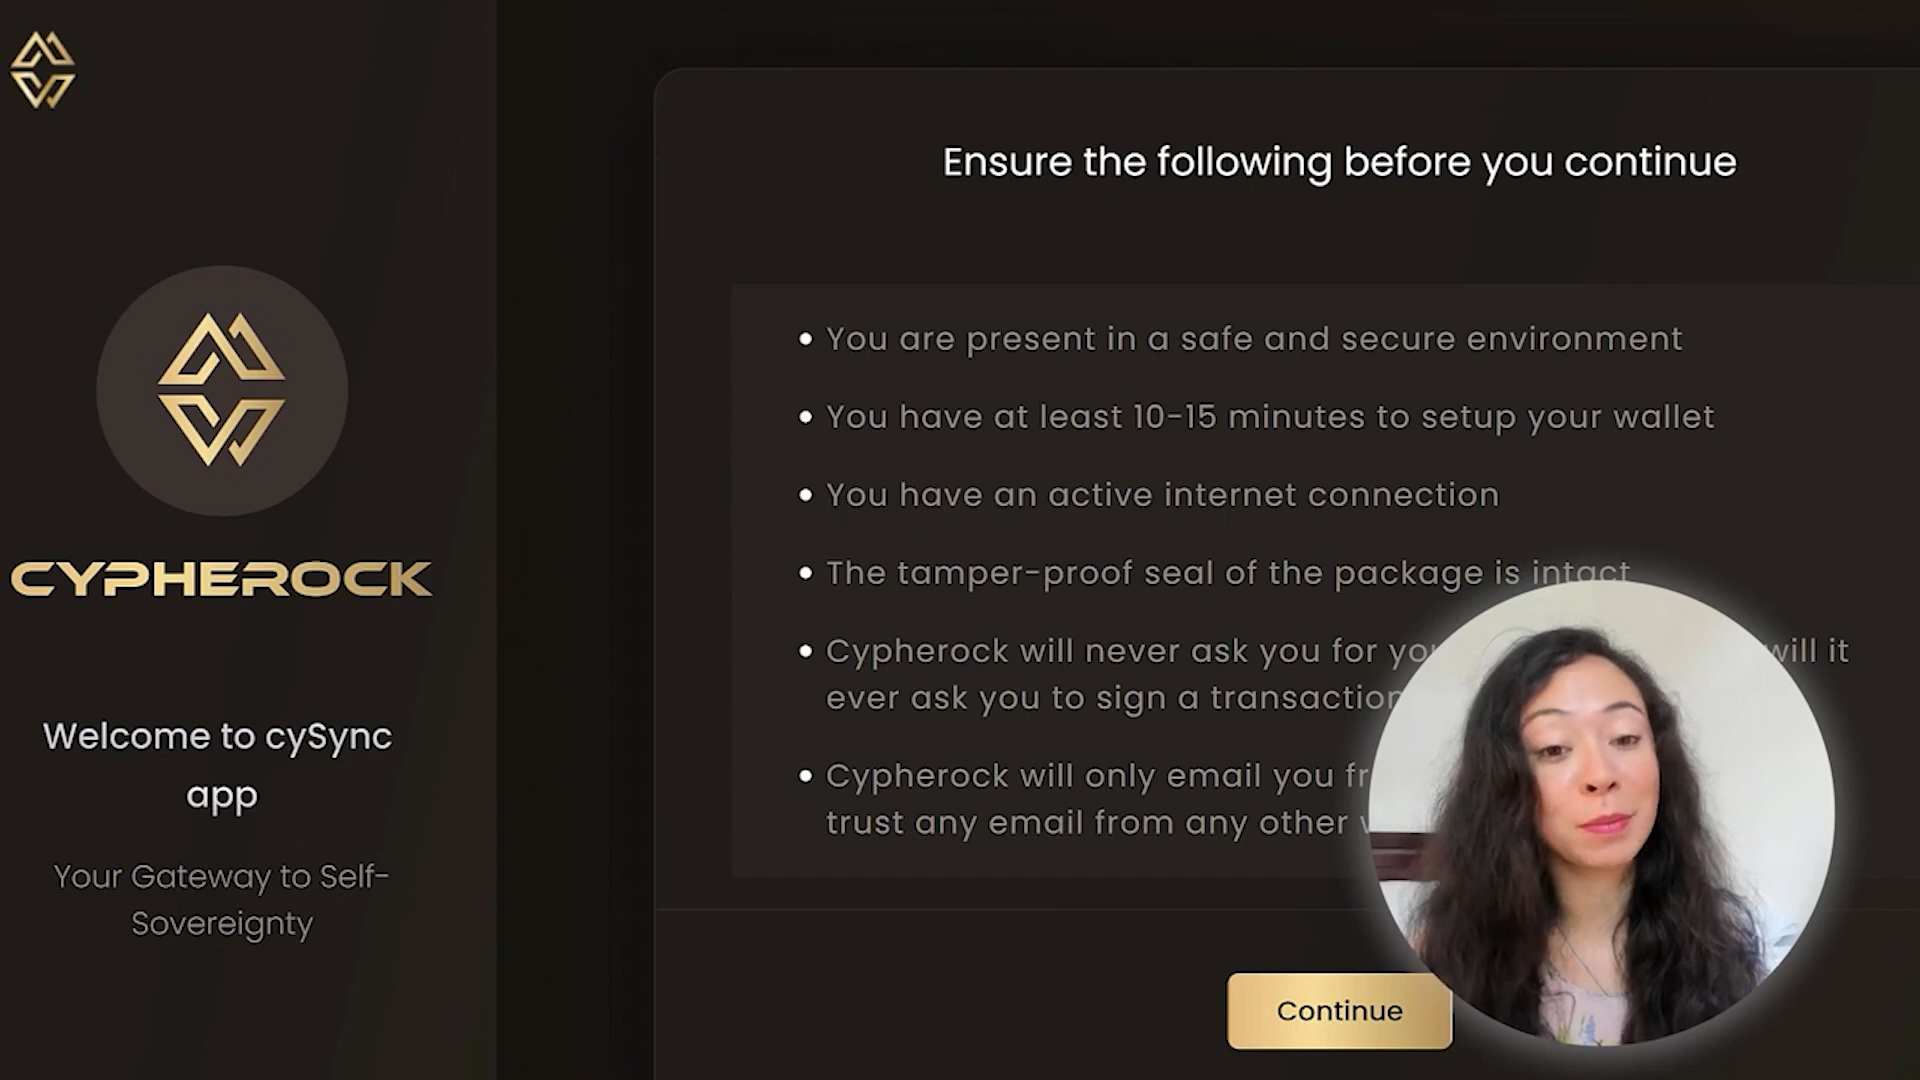 Ensure the following before you continue
You are present in a safe and secure environment
You have at least 10-15 minutes to setup your wallet
You have an active internet connection
The tamper-proof seal of the package is intact
Cypherock will never ask you for will it
ever ask you to sign a transaction
Cypherock will only email you
trust any email from any other
Continue
CYPHEROCK
Welcome to cySync
app
Your Gateway to Self-
Sovereignty